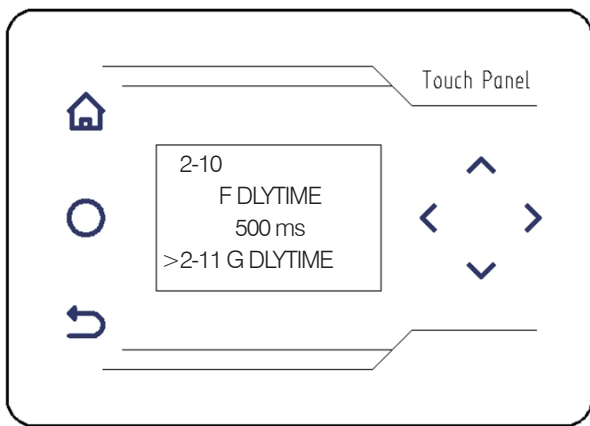 Touch Panel
2-10
F DLYTIME
500 ms
>2-11 G DLYTIME